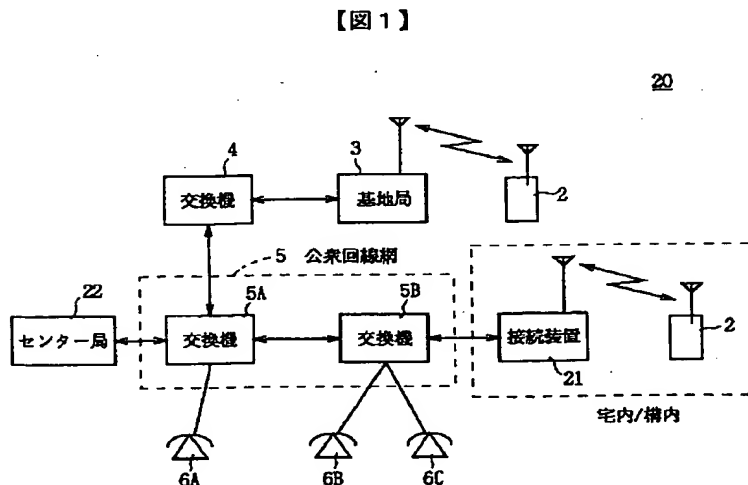 【図1】
20
4
3
交換機
基地局
2
5 公衆回線網
22
5A
5B
センター局
交換機
交換機
接続装置
2
21
宅内/構内
6A
6B
6C